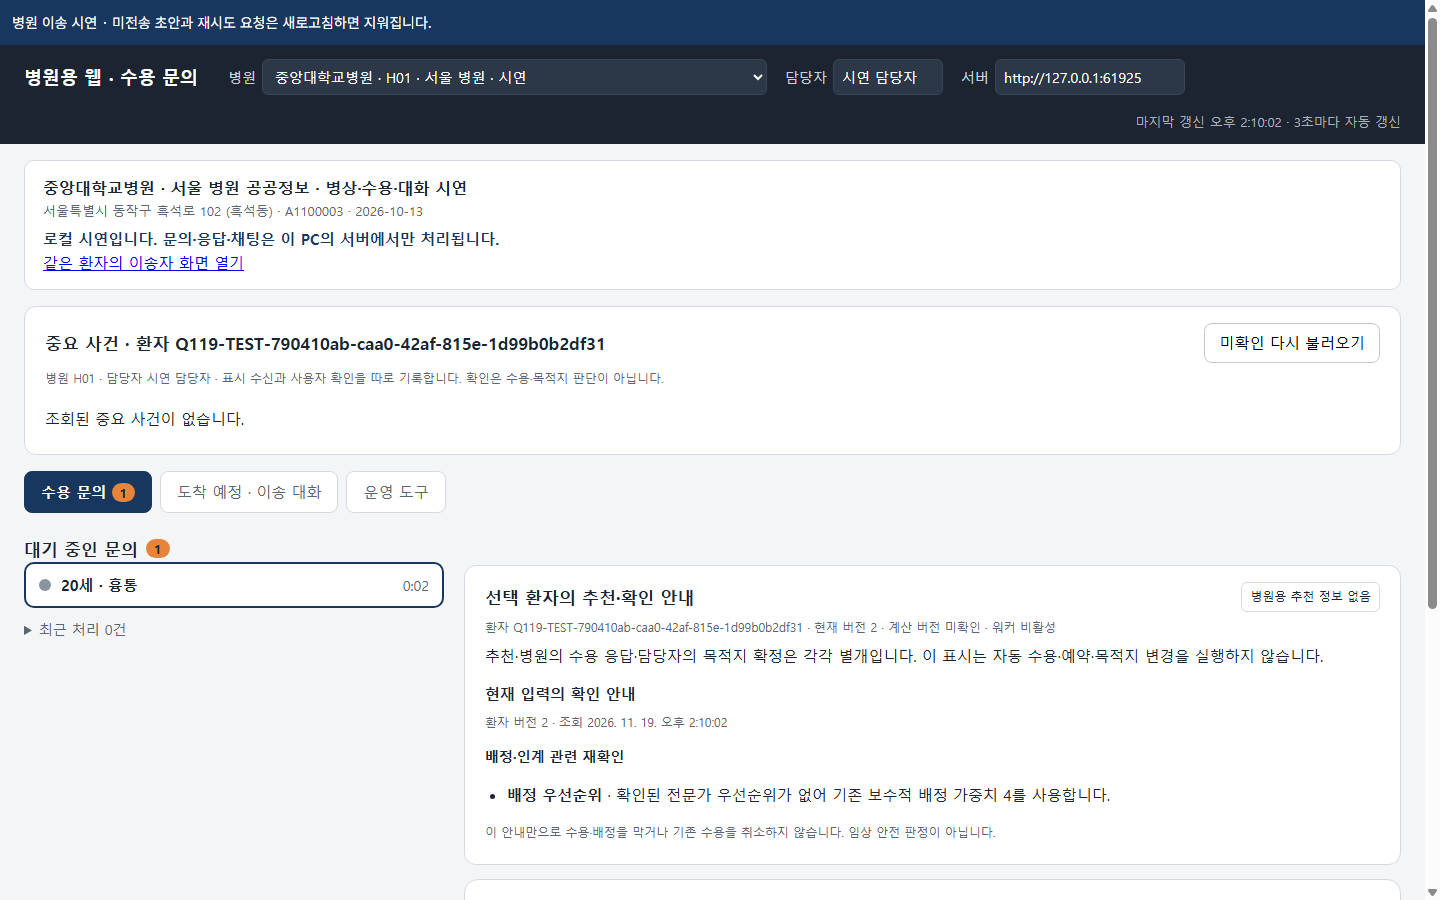 병원 이송 시연 · 미전송 초안과 재시도 요청은 새로고침하면 지워집니다.
병원용 웹 · 수용 문의
병원 중앙대학교병원 · H01 · 서울 병원 · 시연
담당자 시연 담당자
서버 http://127.0.0.1:61925
마지막 갱신 오후 2:10:02 · 3초마다 자동 갱신
중앙대학교병원 · 서울 병원 공공정보 · 병상·수용·대화 시연
서울특별시 동작구 흑석로 102 (흑석동) · A1100003 · 2026-10-13
로컬 시연입니다. 문의·응답·채팅은 이 PC의 서버에서만 처리됩니다.
같은 환자의 이송자 화면 열기
중요 사건 · 환자 Q119-TEST-790410ab-caa0-42af-815e-1d99b0b2df31
미확인 다시 불러오기
병원 H01 · 담당자 시연 담당자 · 표시 수신과 사용자 확인을 따로 기록합니다. 확인은 수용·목적지 판단이 아닙니다.
조회된 중요 사건이 없습니다.
수용 문의 1
도착 예정 · 이송 대화
운영 도구
대기 중인 문의 1
20세 · 흉통 0:02
최근 처리 0건
선택 환자의 추천·확인 안내
병원용 추천 정보 없음
환자 Q119-TEST-790410ab-caa0-42af-815e-1d99b0b2df31 · 현재 버전 2 · 계산 버전 미확인 · 워커 비활성
추천·병원의 수용 응답·담당자의 목적지 확정은 각각 별개입니다. 이 표시는 자동 수용·예약·목적지 변경을 실행하지 않습니다.
현재 입력의 확인 안내
환자 버전 2 · 조회 2026. 11. 19. 오후 2:10:02
배정·인계 관련 재확인
• 배정 우선순위 · 확인된 전문가 우선순위가 없어 기존 보수적 배정 가중치 4를 사용합니다.
이 안내만으로 수용·배정을 막거나 기존 수용을 취소하지 않습니다. 임상 안전 판정이 아닙니다.